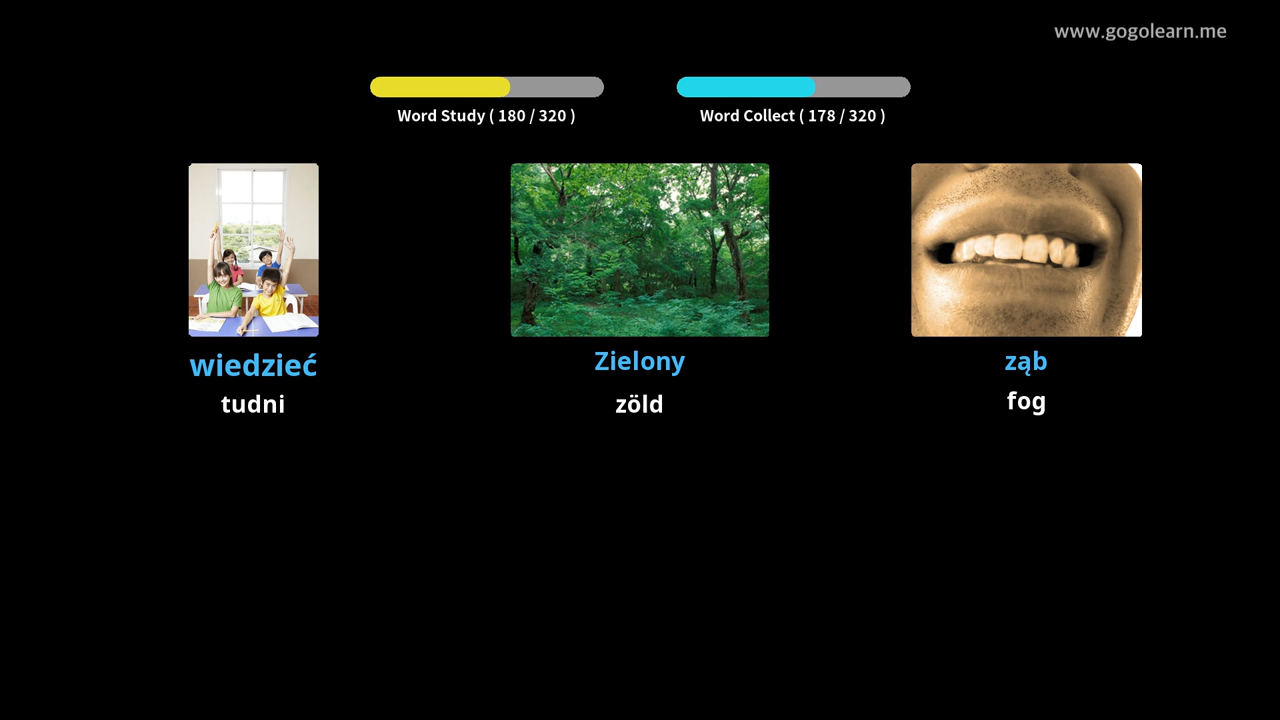 www.gogolearn.me
Word Study ( 180 / 320 )
Word Collect ( 178 / 320 )
wiedzieć
tudni
Zielony
zöld
ząb
fog